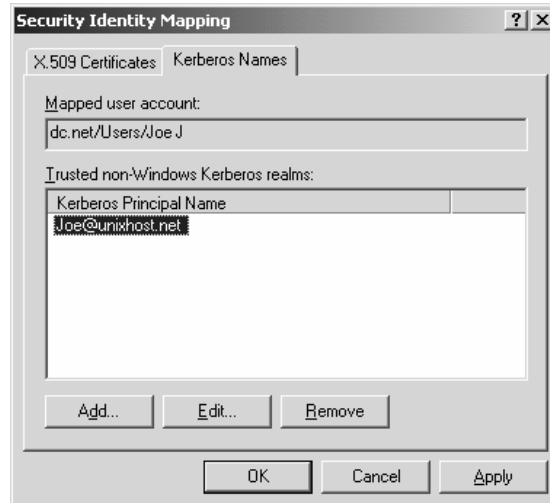 Security Identity Mapping
? X
X.509 Certificates Kerberos Names
Mapped user account:
dc.net/Users/Joe J
Trusted non-Windows Kerberos realms:
Kerberos Principal Name
Joe@unixhost.net
Add... Edit... Remove
OK Cancel Apply